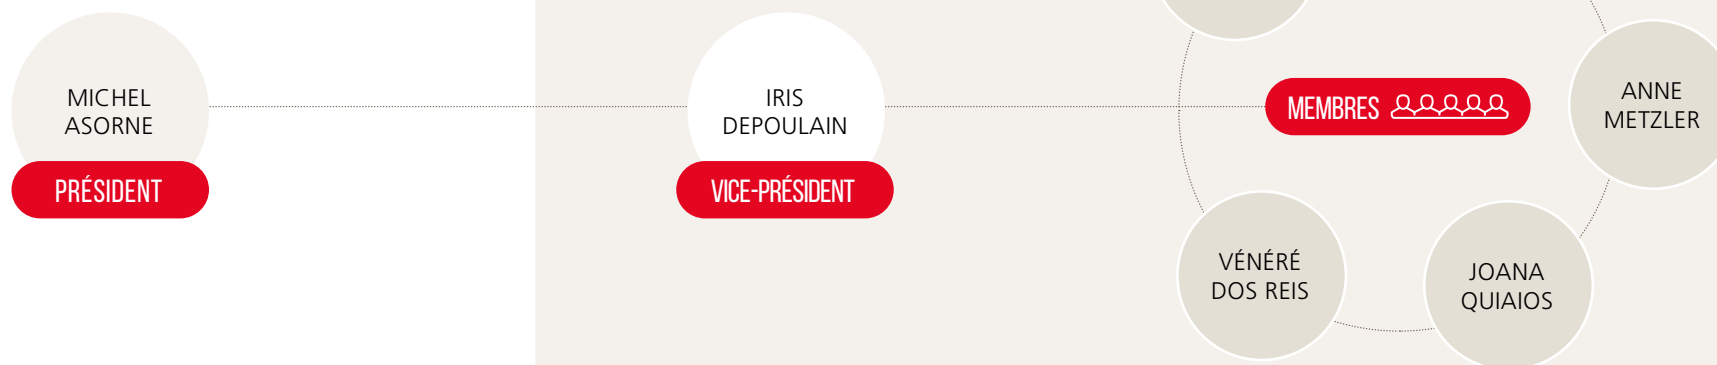 MICHEL
ASORNE
PRÉSIDENT
IRIS
DEPOULAIN
VICE-PRÉSIDENT
MEMBRES
ANNE
METZLER
VÉNÉRÉ
DOS REIS
JOANA
QUIAIOS